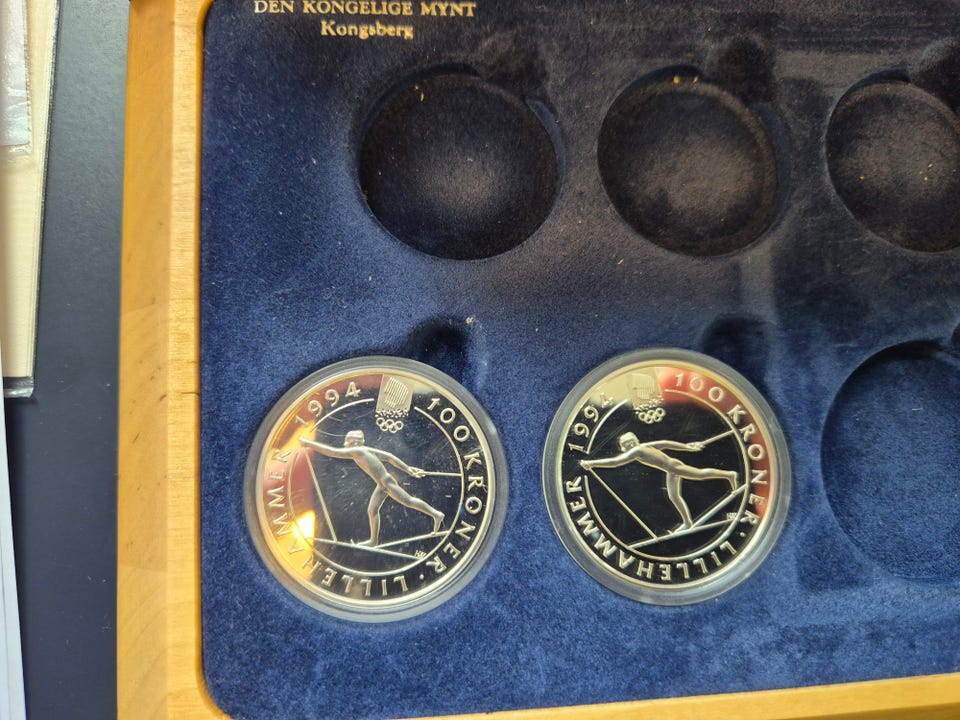 DEN KONGELIGE MYNT
Kongsberg
LILLEHAMMER 1994
100 KRONER ·
LILLEHAMMER 1994
100 KRONER ·